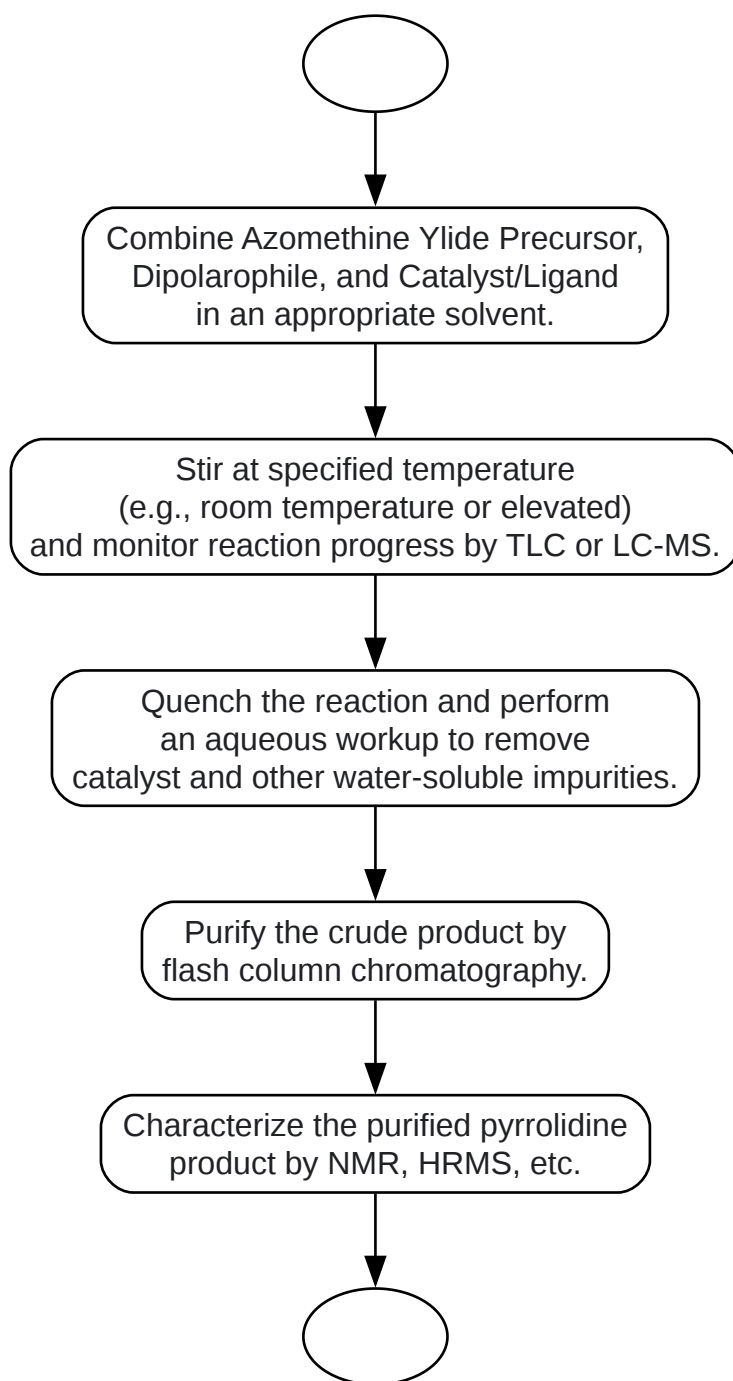 Combine Azomethine Ylide Precursor,
Dipolarophile, and Catalyst/Ligand
in an appropriate solvent.
Stir at specified temperature
(e.g., room temperature or elevated)
and monitor reaction progress by TLC or LC-MS.
Quench the reaction and perform
an aqueous workup to remove
catalyst and other water-soluble impurities.
Purify the crude product by
flash column chromatography.
Characterize the purified pyrrolidine
product by NMR, HRMS, etc.